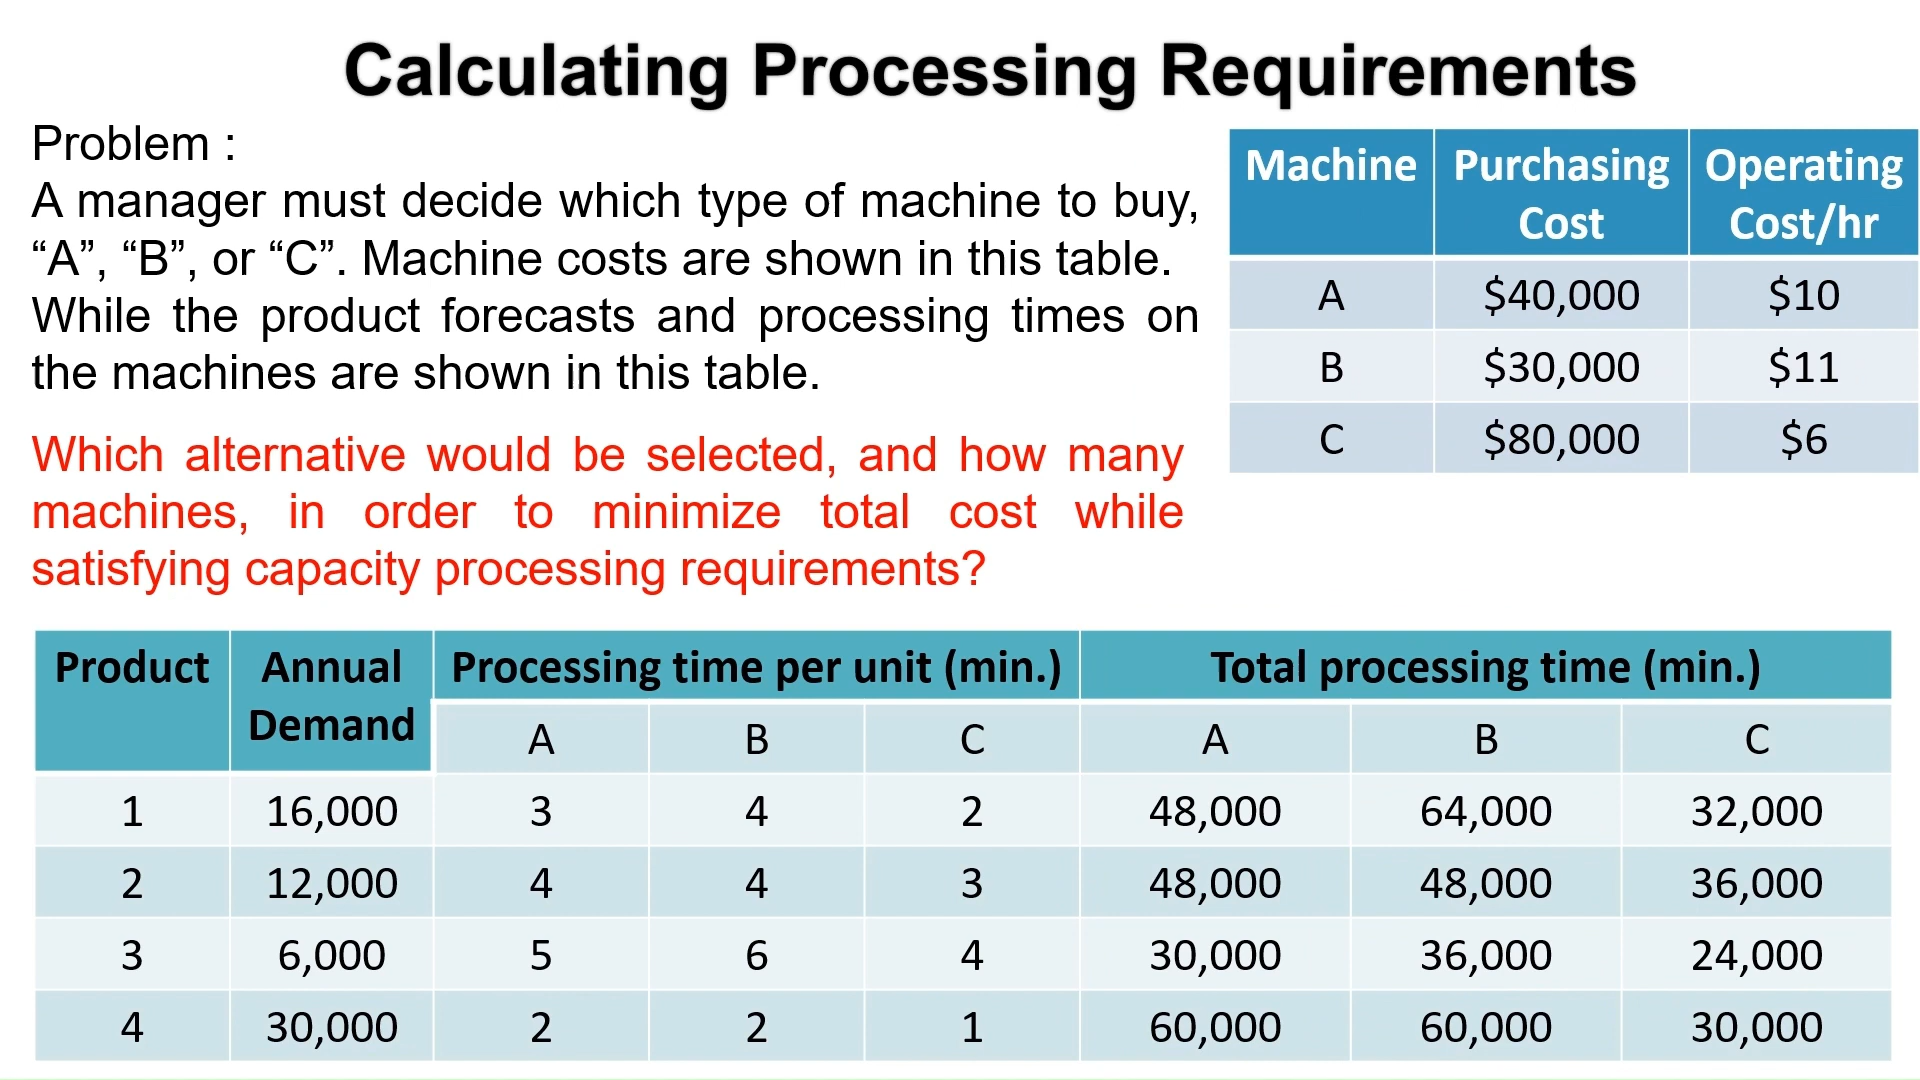 Calculating Processing Requirements
Problem :
A manager must decide which type of machine to buy,
“A”, “B”, or “C”. Machine costs are shown in this table.
While the product forecasts and processing times on
the machines are shown in this table.
Which alternative would be selected, and how many
machines, in order to minimize total cost while
satisfying capacity processing requirements?
Machine Purchasing Cost Operating Cost/hr
A $40,000 $10
B $30,000 $11
C $80,000 $6
Product Annual Demand Processing time per unit (min.) Total processing time (min.)
A B C A B C
1 16,000 3 4 2 48,000 64,000 32,000
2 12,000 4 4 3 48,000 48,000 36,000
3 6,000 5 6 4 30,000 36,000 24,000
4 30,000 2 2 1 60,000 60,000 30,000